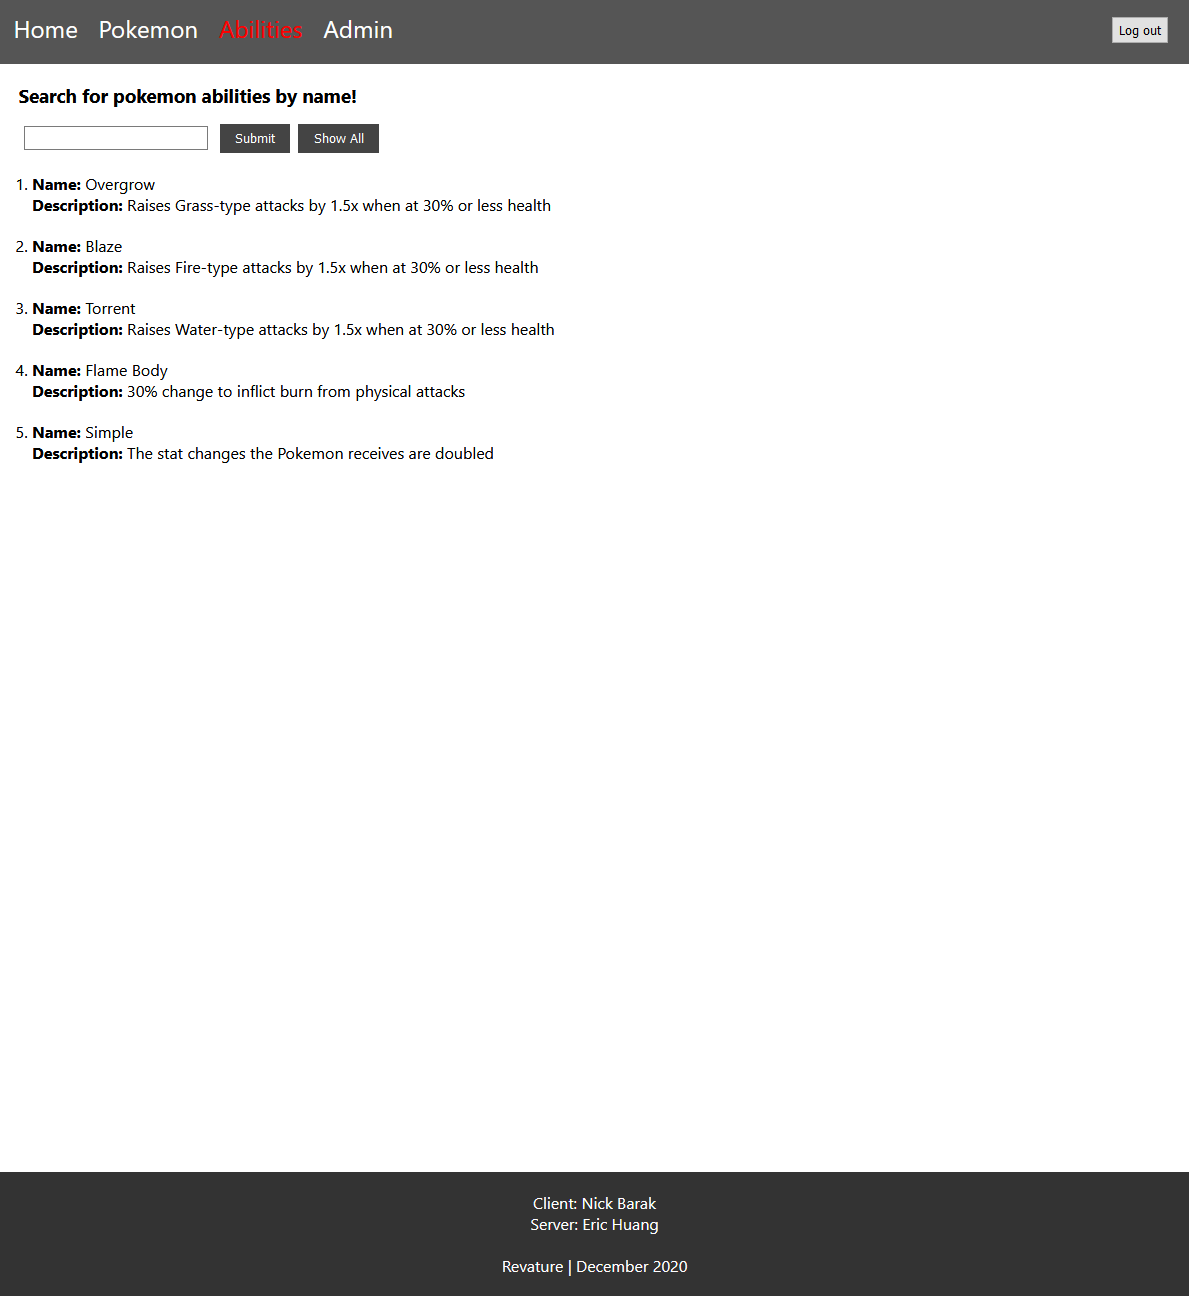 Home Pokemon Abilities Admin Log out
Search for pokemon abilities by name!
Submit Show All
1. Name: Overgrow
Description: Raises Grass-type attacks by 1.5x when at 30% or less health
2. Name: Blaze
Description: Raises Fire-type attacks by 1.5x when at 30% or less health
3. Name: Torrent
Description: Raises Water-type attacks by 1.5x when at 30% or less health
4. Name: Flame Body
Description: 30% change to inflict burn from physical attacks
5. Name: Simple
Description: The stat changes the Pokemon receives are doubled
Client: Nick Barak
Server: Eric Huang
Revature | December 2020